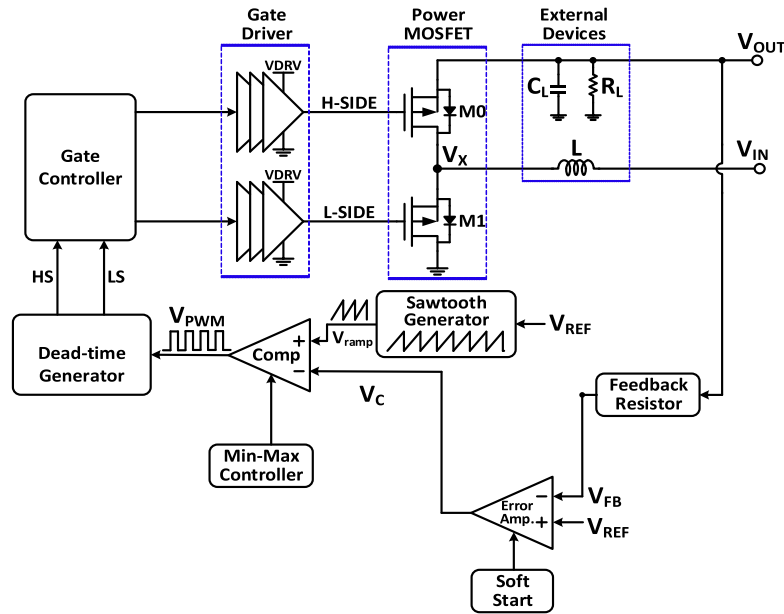 Gate
Driver
Power
MOSFET
External
Devices
VOUT
VDRV
CL
RL
H-SIDE
M0
Gate
Controller
VX
L
VIN
VDRV
L-SIDE
M1
HS
LS
VPWM
Sawtooth
Generator
Vramp
VREF
Dead-time
Generator
Comp
+
−
VC
Feedback
Resistor
Min-Max
Controller
Error
Amp.
−
+
VFB
VREF
Soft
Start